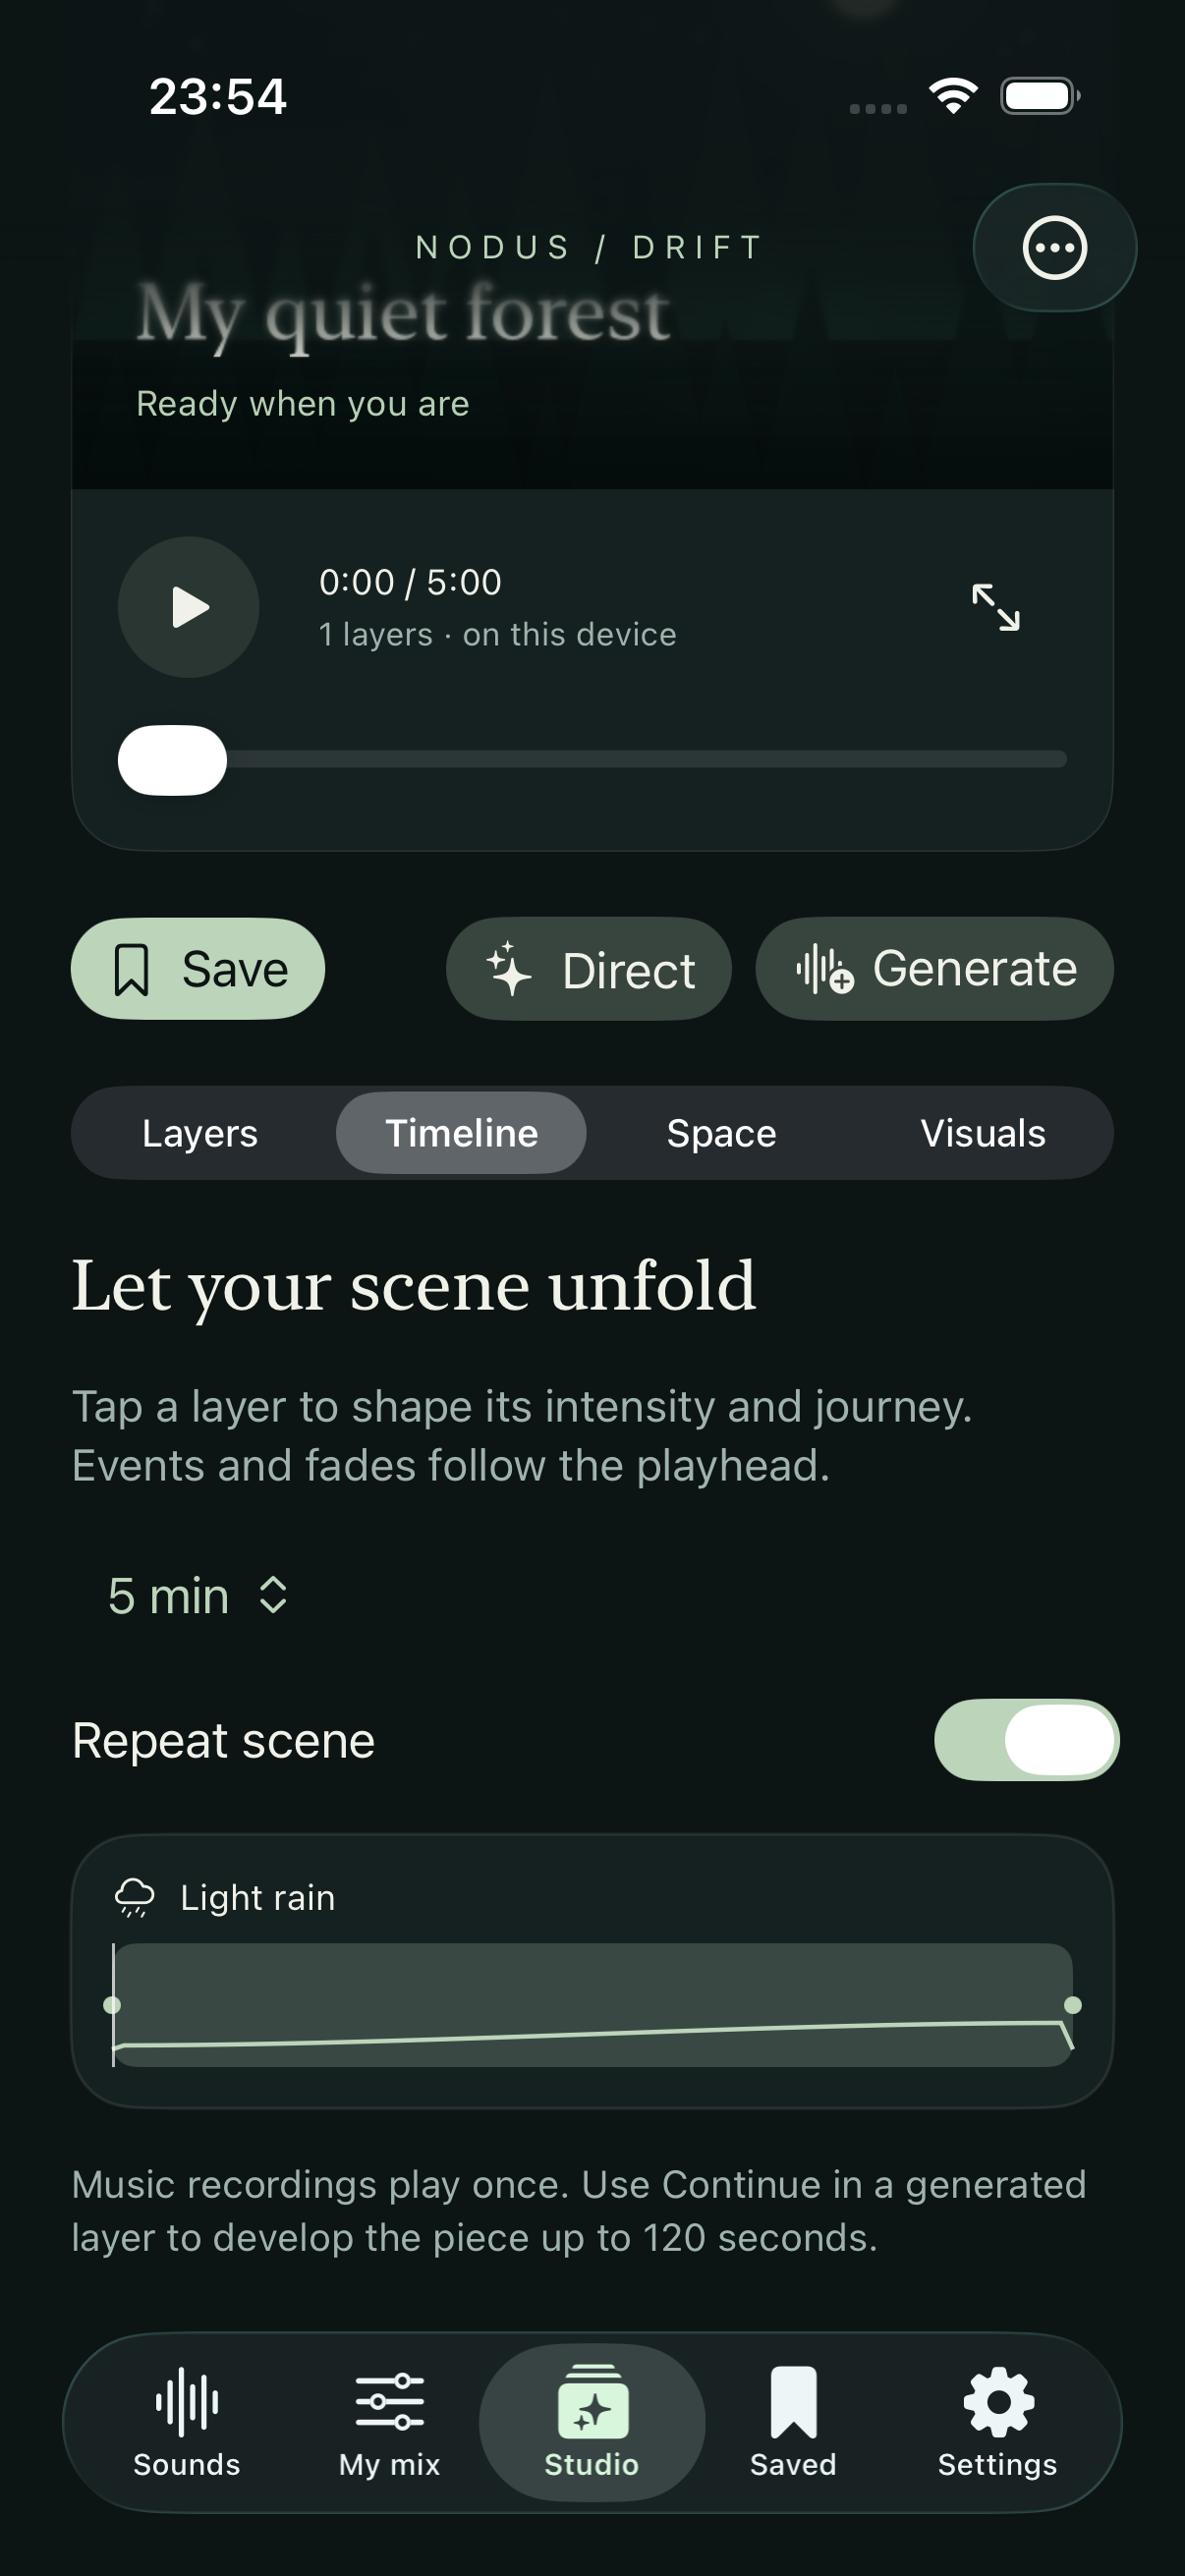 23:54
NODUS / DRIFT
My quiet forest
Ready when you are
0:00 / 5:00
1 layers · on this device
Save
Direct
Generate
Layers
Timeline
Space
Visuals
Let your scene unfold
Tap a layer to shape its intensity and journey.
Events and fades follow the playhead.
5 min
Repeat scene
Light rain
Music recordings play once. Use Continue in a generated
layer to develop the piece up to 120 seconds.
Sounds
My mix
Studio
Saved
Settings